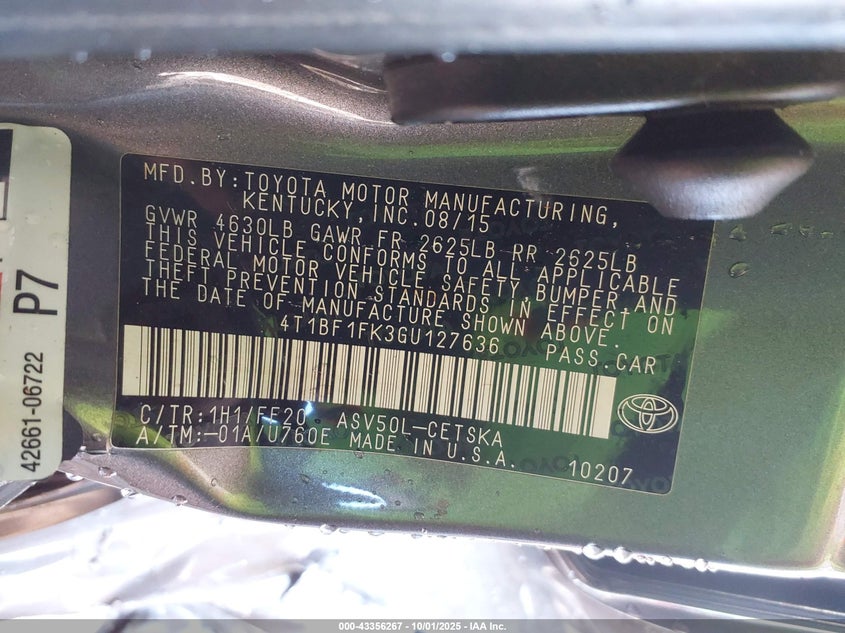 MFD.BY:TOYOTA MOTOR MANUFACTURING,
KENTUCKY,INC.08/15
GVWR 4630LB GAWR FR 2625LB RR 2625LB
THIS VEHICLE CONFORMS TO ALL APPLICABLE
FEDERAL MOTOR VEHICLE SAFETY,BUMPER,AND
THEFT PREVENTION STANDARDS IN EFFECT ON
THE DATE OF MANUFACTURE SHOWN ABOVE.
4T1BF1FK3GU127636 PASS.CAR
C/TR:1H1/FE20 ASV50L-CETSKA
A/TM:-01A/U760E MADE IN U.S.A. 10207
P7
42661-06722
000-43356267 - 10/01/2025 - IAA Inc.